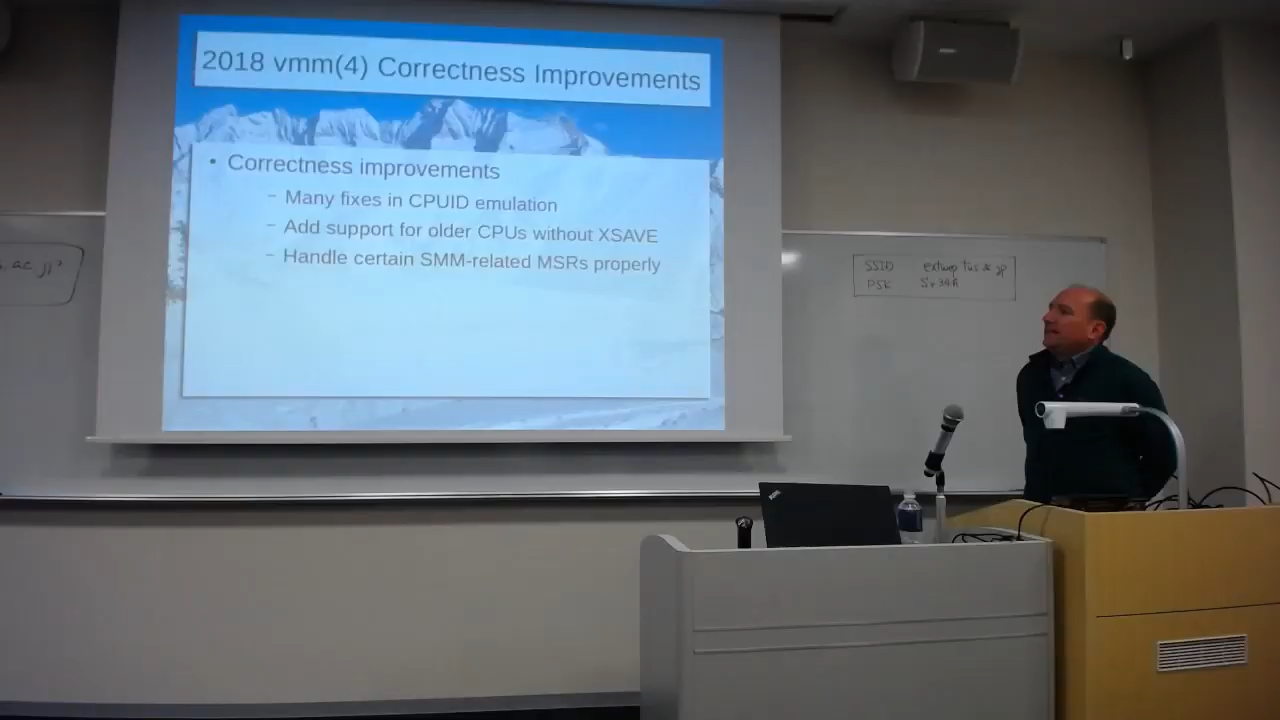 2018 vmm(4) Correctness Improvements
• Correctness improvements
– Many fixes in CPUID emulation
– Add support for older CPUs without XSAVE
– Handle certain SMM-related MSRs properly
SSID
PSK